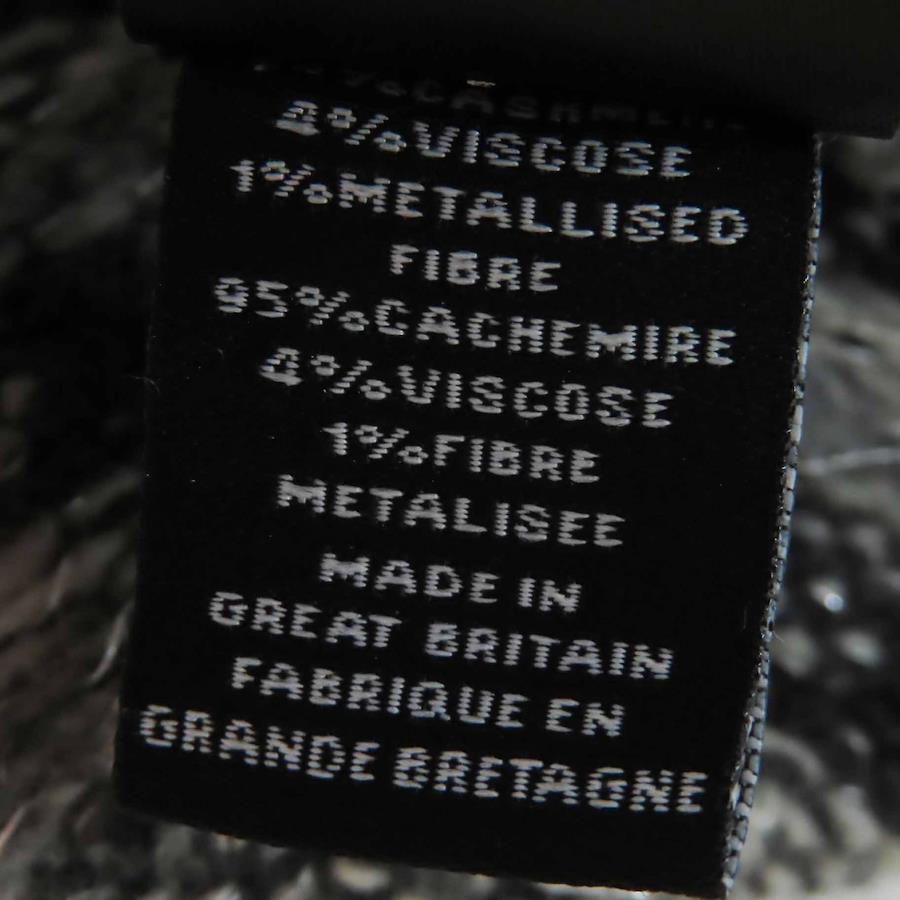 %CASHMERE
4%VISCOSE
1%METALLISED
FIBRE
95%CACHEMIRE
4%VISCOSE
1%FIBRE
METALISEE
MADE IN
GREAT BRITAIN
FABRIQUE EN
GRANDE BRETAGNE